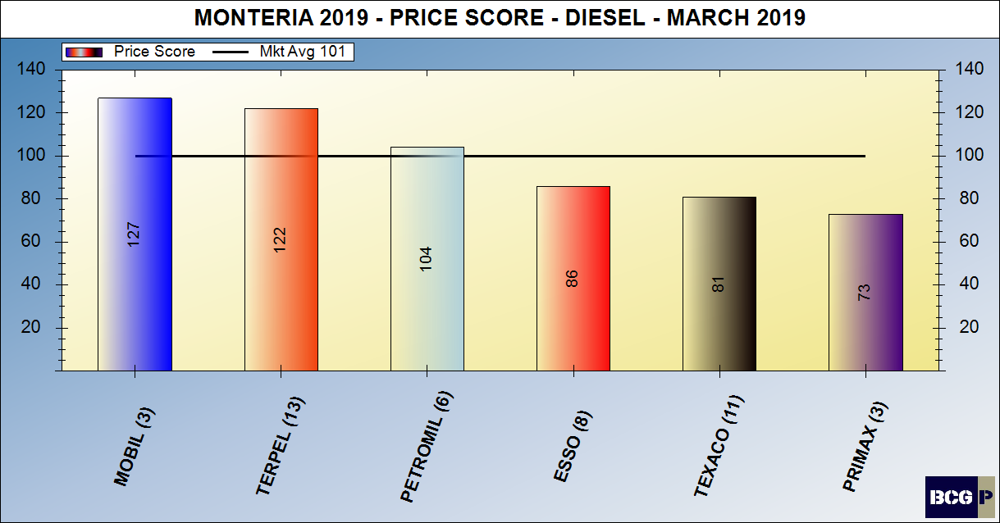 MONTERIA 2019 - PRICE SCORE - DIESEL - MARCH 2019
Price Score Mkt Avg 101
140 140
120 120
100 100
80 80
60 60
40 40
20 20
127
122
104
86
81
73
MOBIL (3)
TERPEL (13)
PETROMIL (6)
ESSO (8)
TEXACO (11)
PRIMAX (3)
BCG P